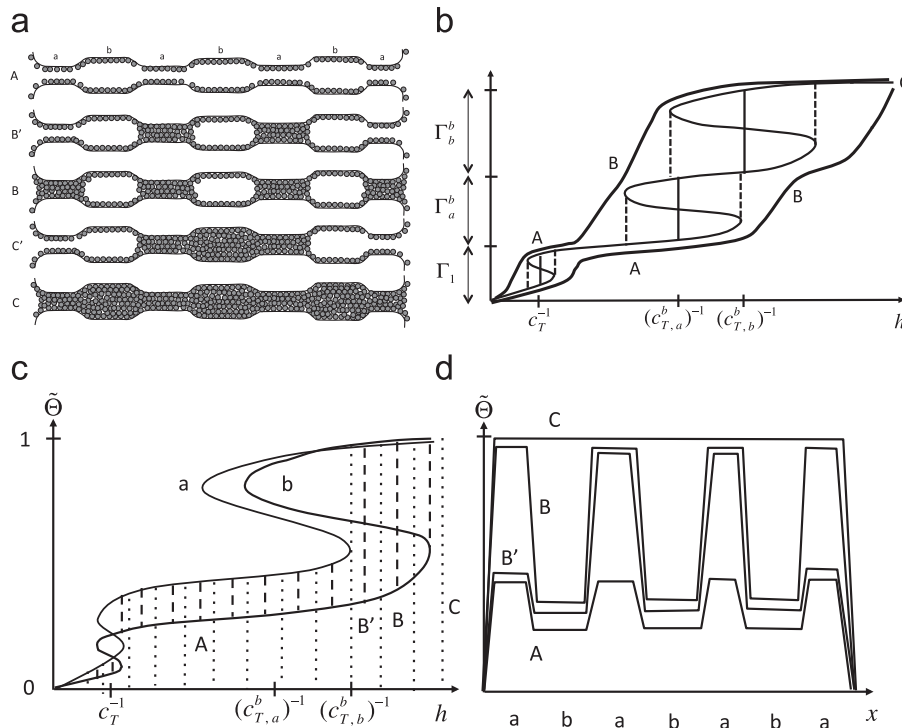 a
a b a b a b a
A
B'
B
C'
C
b
C
Γ_b^b
B
Γ_a^b
B
A
A
Γ_1
c_T^{-1} (c_{T,a}^b)^{-1} (c_{T,b}^b)^{-1} h
c
Θ̃
1
a b
A B' B C
0
c_T^{-1} (c_{T,a}^b)^{-1} (c_{T,b}^b)^{-1} h
d
Θ̃
C
B
B'
A
a b a b a b a x